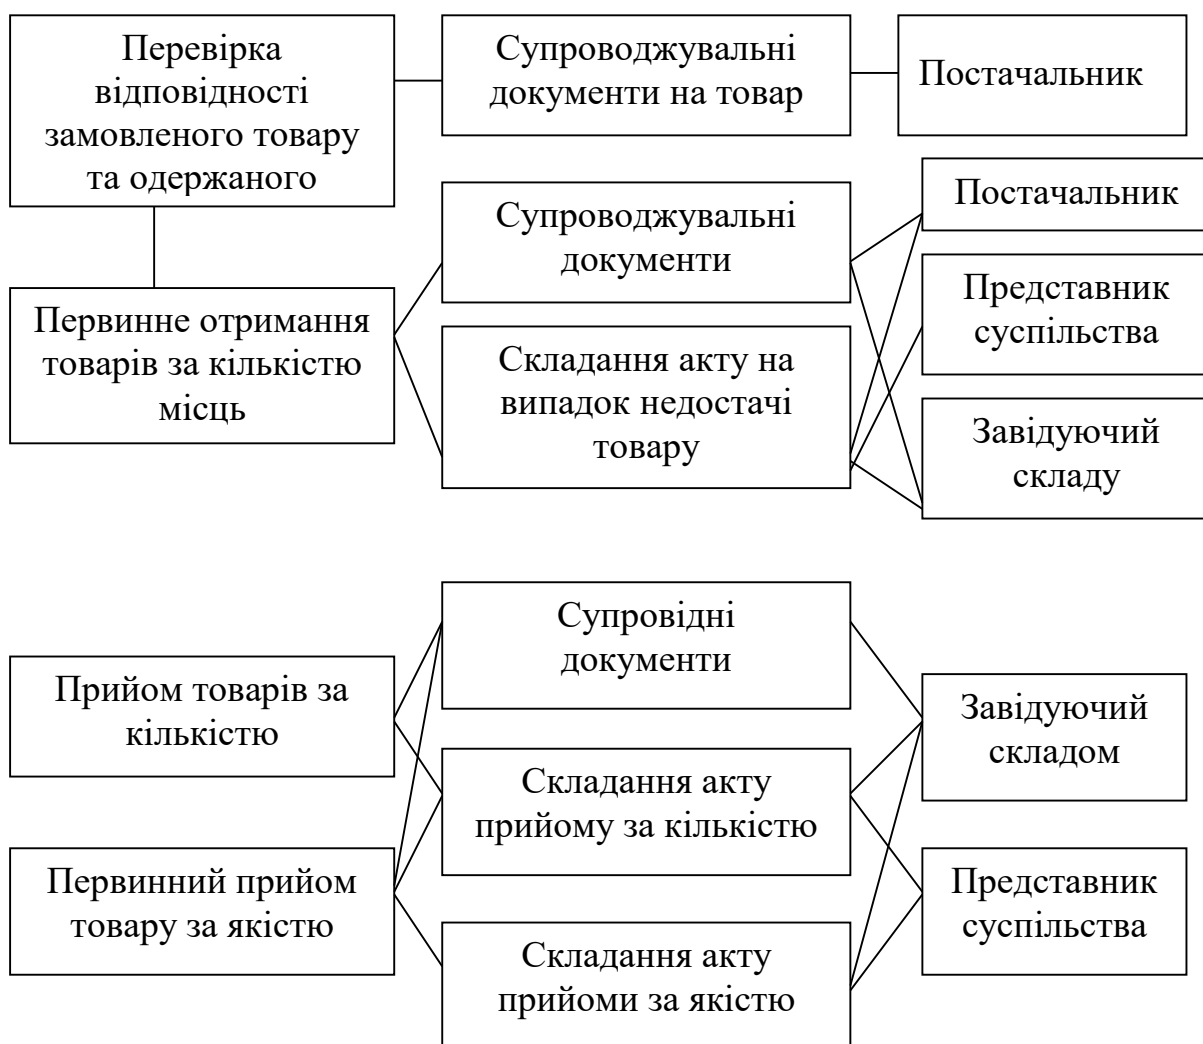 Перевірка
відповідності
замовленого товару
та одержаного
Супроводжувальні
документи на товар
Постачальник
Первинне отримання
товарів за кількістю
місць
Супроводжувальні
документи
Складання акту на
випадок недостачі
товару
Постачальник
Представник
суспільства
Завідуючий
складу
Прийом товарів за
кількістю
Первинний прийом
товару за якістю
Супровідні
документи
Складання акту
прийому за кількістю
Складання акту
прийоми за якістю
Завідуючий
складом
Представник
суспільства